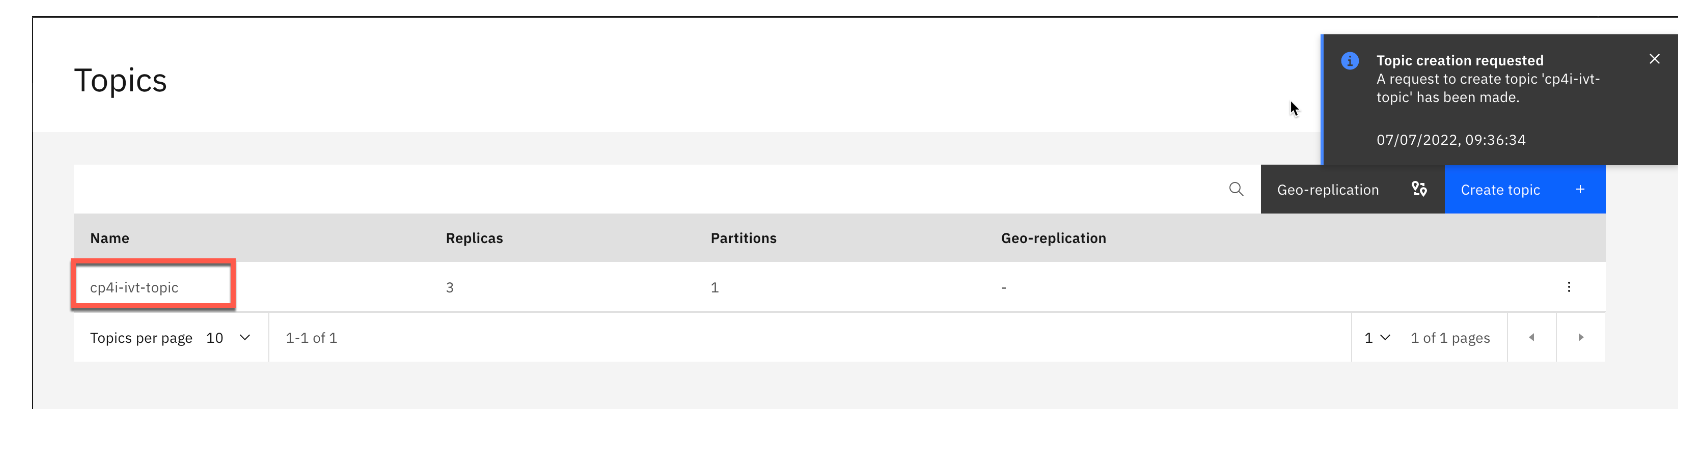 Topics
Topic creation requested
A request to create topic 'cp4i-ivt-
topic' has been made.
07/07/2022, 09:36:34
Geo-replication
Create topic +
Name Replicas Partitions Geo-replication
cp4i-ivt-topic 3 1 -
Topics per page 10 1-1 of 1 1 1 of 1 pages